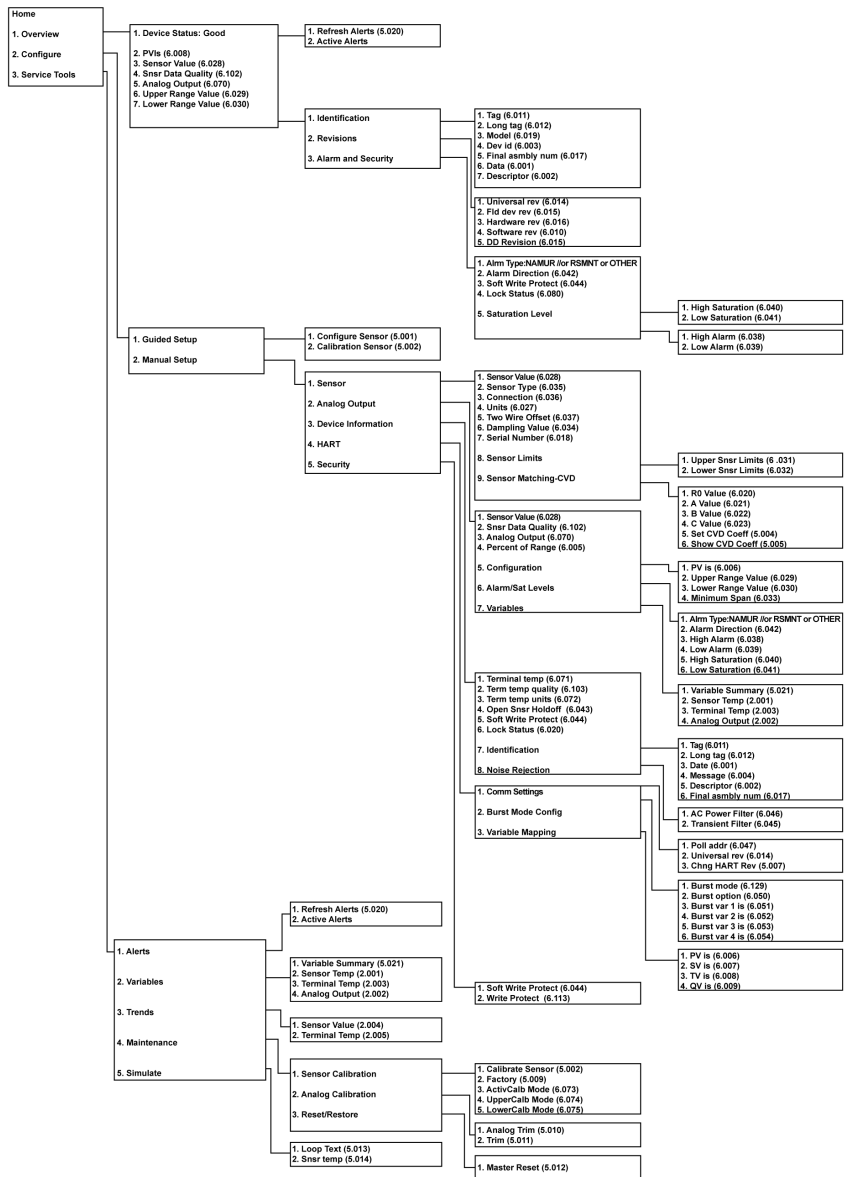 Home
1. Overview
2. Configure
3. Service Tools
1. Device Status: Good
2. PVIs (6.008)
3. Sensor Value (6.028)
4. Snsr Data Quality (6.102)
5. Analog Output (6.070)
6. Upper Range Value (6.029)
7. Lower Range Value (6.030)
1. Refresh Alerts (5.020)
2. Active Alerts
1. Identification
2. Revisions
3. Alarm and Security
1. Tag (6.011)
2. Long tag (6.012)
3. Model (6.019)
4. Dev id (6.003)
5. Final asmbly num (6.017)
6. Data (6.001)
7. Descriptor (6.002)
1. Universal rev (6.014)
2. Fld dev rev (6.015)
3. Hardware rev (6.016)
4. Software rev (6.010)
5. DD Revision (6.015)
1. Alrm Type:NAMUR //or RSMNT or OTHER
2. Alarm Direction (6.042)
3. Soft Write Protect (6.044)
4. Lock Status (6.080)
5. Saturation Level
1. High Saturation (6.040)
2. Low Saturation (6.041)
1. High Alarm (6.038)
2. Low Alarm (6.039)
1. Guided Setup
2. Manual Setup
1. Configure Sensor (5.001)
2. Calibration Sensor (5.002)
1. Sensor
2. Analog Output
3. Device Information
4. HART
5. Security
1. Sensor Value (6.028)
2. Sensor Type (6.035)
3. Connection (6.036)
4. Units (6.027)
5. Two Wire Offset (6.037)
6. Dampling Value (6.034)
7. Serial Number (6.018)
8. Sensor Limits
9. Sensor Matching-CVD
1. Upper Snsr Limits (6 .031)
2. Lower Snsr Limits (6.032)
1. R0 Value (6.020)
2. A Value (6.021)
3. B Value (6.022)
4. C Value (6.023)
5. Set CVD Coeff (5.004)
6. Show CVD Coeff (5.005)
1. Sensor Value (6.028)
2. Snsr Data Quality (6.102)
3. Analog Output (6.070)
4. Percent of Range (6.005)
5. Configuration
6. Alarm/Sat Levels
7. Variables
1. PV is (6.006)
2. Upper Range Value (6.029)
3. Lower Range Value (6.030)
4. Minimum Span (6.033)
1. Alrm Type:NAMUR //or RSMNT or OTHER
2. Alarm Direction (6.042)
3. High Alarm (6.038)
4. Low Alarm (6.039)
5. High Saturation (6.040)
6. Low Saturation (6.041)
1. Variable Summary (5.021)
2. Sensor Temp (2.001)
3. Terminal Temp (2.003)
4. Analog Output (2.002)
1. Terminal temp (6.071)
2. Term temp quality (6.103)
3. Term temp units (6.072)
4. Open Snsr Holdoff (6.043)
5. Soft Write Protect (6.044)
6. Lock Status (6.020)
7. Identification
8. Noise Rejection
1. Tag (6.011)
2. Long tag (6.012)
3. Date (6.001)
4. Message (6.004)
5. Descriptor (6.002)
6. Final asmbly num (6.017)
1. AC Power Filter (6.046)
2. Transient Filter (6.045)
1. Comm Settings
2. Burst Mode Config
3. Variable Mapping
1. Poll addr (6.047)
2. Universal rev (6.014)
3. Chng HART Rev (5.007)
1. Burst mode (6.129)
2. Burst option (6.050)
3. Burst var 1 is (6.051)
4. Burst var 2 is (6.052)
5. Burst var 3 is (6.053)
6. Burst var 4 is (6.054)
1. PV is (6.006)
2. SV is (6.007)
3. TV is (6.008)
4. QV is (6.009)
1. Soft Write Protect (6.044)
2. Write Protect (6.113)
1. Alerts
2. Variables
3. Trends
4. Maintenance
5. Simulate
1. Refresh Alerts (5.020)
2. Active Alerts
1. Variable Summary (5.021)
2. Sensor Temp (2.001)
3. Terminal Temp (2.003)
4. Analog Output (2.002)
1. Sensor Value (2.004)
2. Terminal Temp (2.005)
1. Sensor Calibration
2. Analog Calibration
3. Reset/Restore
1. Calibrate Sensor (5.002)
2. Factory (5.009)
3. ActivCalb Mode (6.073)
4. UpperCalb Mode (6.074)
5. LowerCalb Mode (6.075)
1. Analog Trim (5.010)
2. Trim (5.011)
1. Master Reset (5.012)
1. Loop Text (5.013)
2. Snsr temp (5.014)